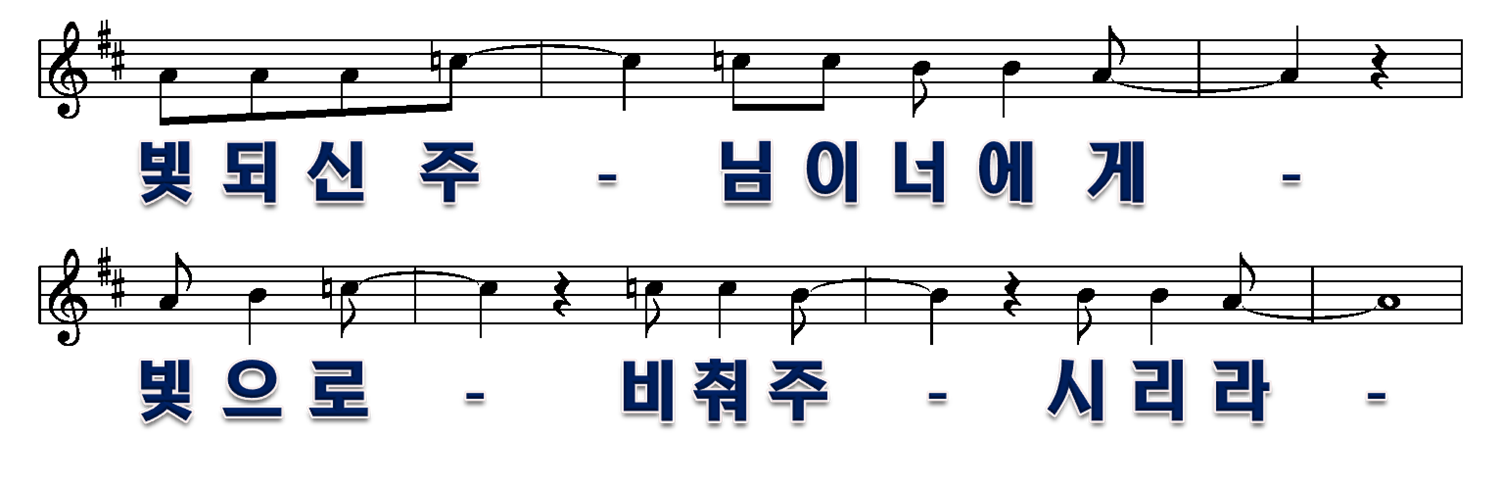 빛 되 신 주 - 님 이 너 에 게 -
빛 으 로 - 비 춰 주 - 시 리 라 -